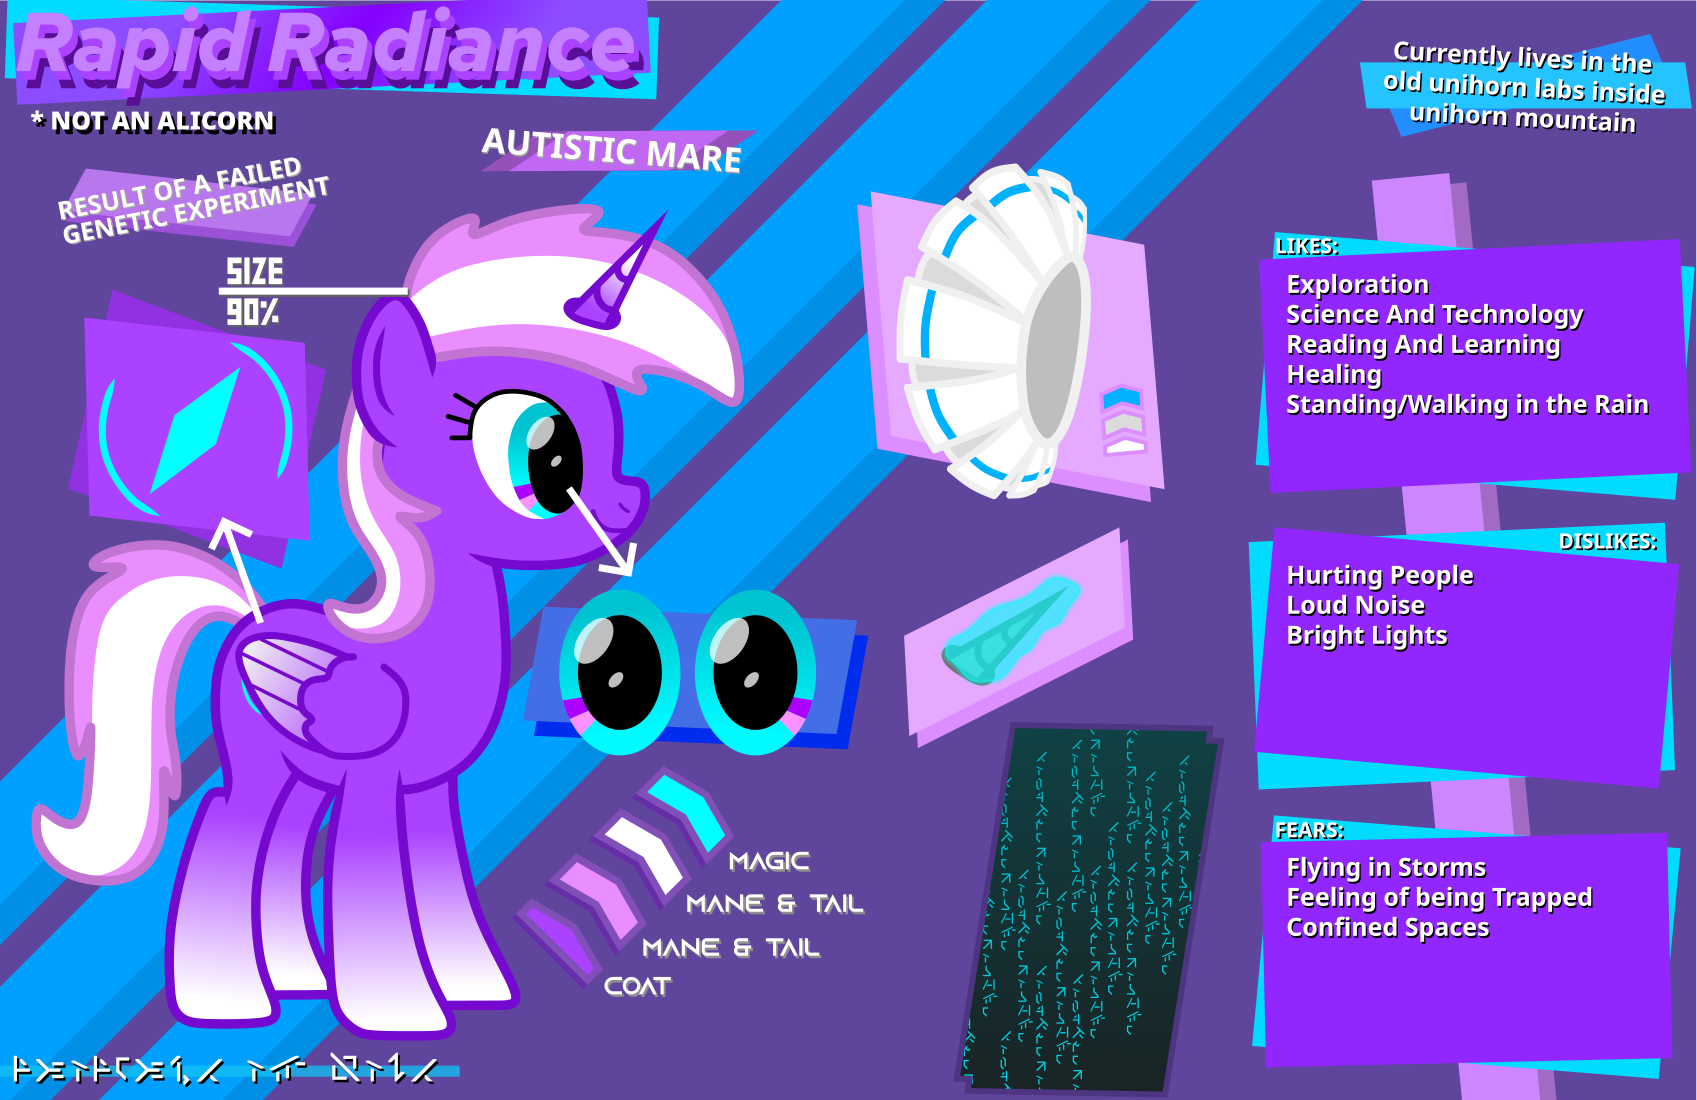 Rapid Radiance
* NOT AN ALICORN
RESULT OF A FAILED
GENETIC EXPERIMENT
AUTISTIC MARE
SIZE
90%
Currently lives in the
old unihorn labs inside
unihorn mountain
LIKES:
Exploration
Science And Technology
Reading And Learning
Healing
Standing/Walking in the Rain
DISLIKES:
Hurting People
Loud Noise
Bright Lights
FEARS:
Flying in Storms
Feeling of being Trapped
Confined Spaces
MAGIC
MANE & TAIL
MANE & TAIL
COAT